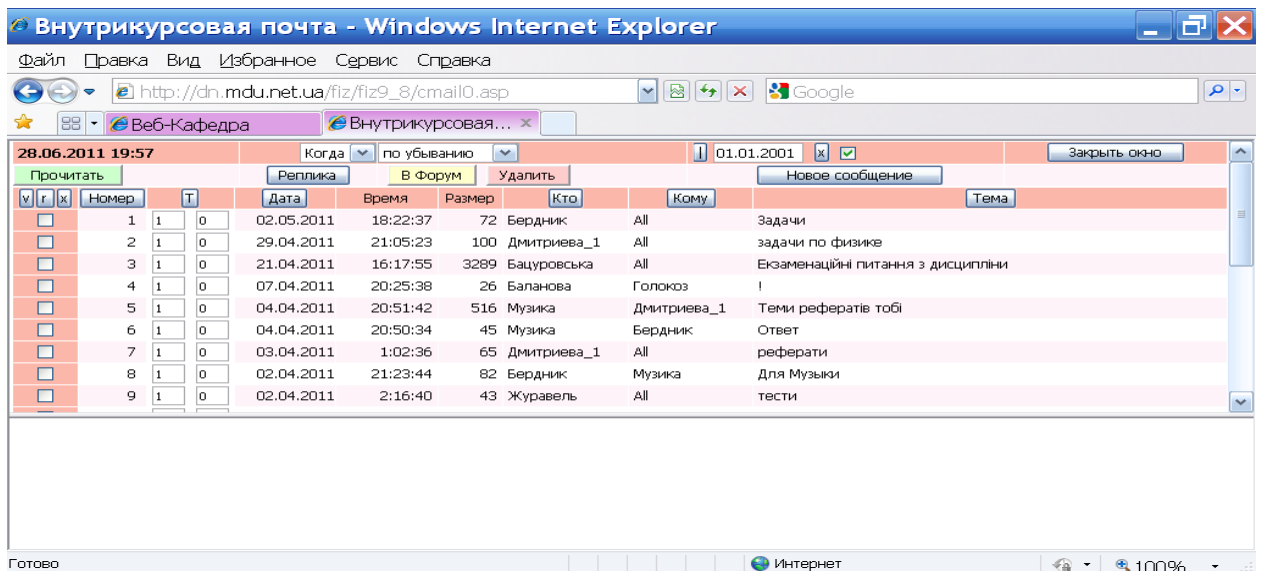 Внутрикурсовая почта - Windows Internet Explorer
Файл Правка Вид Избранное Сервис Справка
http://dn.mdu.net.ua/fiz/fiz9_8/cmail0.asp Google
Веб-Кафедра Внутрикурсовая...
28.06.2011 19:57 Когда по убыванию 01.01.2001 x Закрыть окно
Прочитать Реплика В Форум Удалить Новое сообщение
v r x Номер T Дата Время Размер Кто Кому Тема
1 1 0 02.05.2011 18:22:37 72 Бердник All Задачи
2 1 0 29.04.2011 21:05:23 100 Дмитриева_1 All задачи по физике
3 1 0 21.04.2011 16:17:55 3289 Бацуровська All Екзаменаційні питання з дисципліни
4 1 0 07.04.2011 20:25:38 26 Баланова Голокоз !
5 1 0 04.04.2011 20:51:42 516 Музика Дмитриева_1 Теми рефератів тобі
6 1 0 04.04.2011 20:50:34 45 Музика Бердник Ответ
7 1 0 03.04.2011 1:02:36 65 Дмитриева_1 All реферати
8 1 0 02.04.2011 21:23:44 82 Бердник Музика Для Музыки
9 1 0 02.04.2011 2:16:40 43 Журавель All тести
Готово Интернет 100%